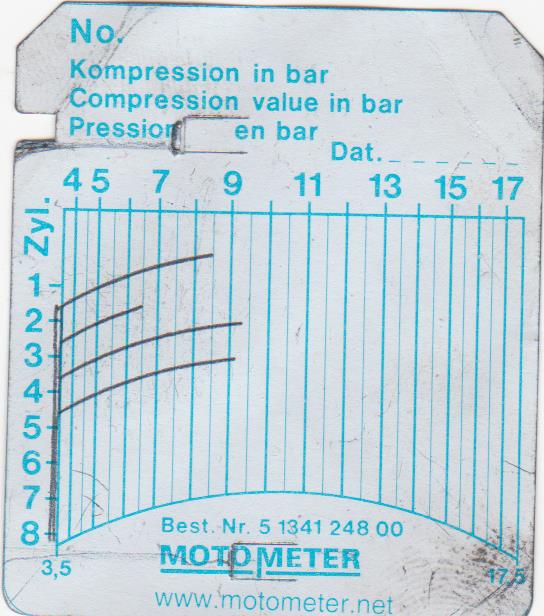 No.
Kompression in bar
Compression value in bar
Pression en bar
Dat.
4 5 7 9 11 13 15 17
Zyl.
1
2
3
4
5
6
7
8
3,5
17,5
Best. Nr. 5 1341 248 00
MOTOMETER
www.motometer.net